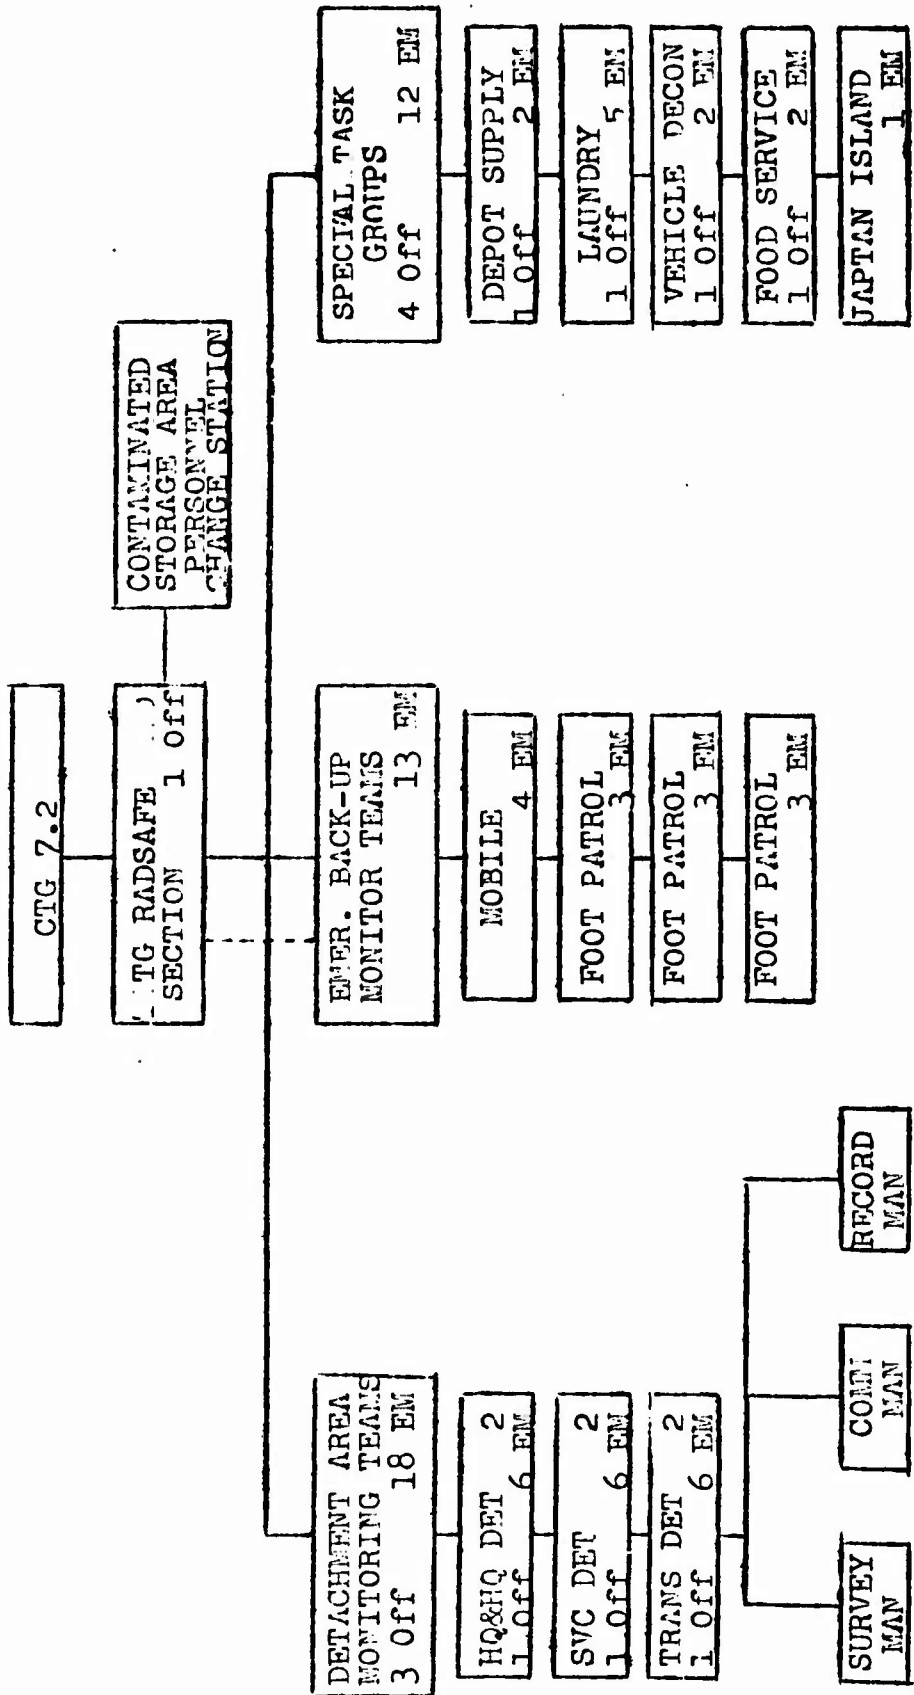 CTG 7.2
TG RADSAFE
SECTION 1 Off
CONTAMINATED
STORAGE AREA
PERSONNEL
CHANGE STATION
DETACHMENT AREA
MONITORING TEAMS
3 Off 18 EM
HQ&HQ DET 2
1 Off 6 EM
SVC DET 2
1 Off 6 EM
TRANS DET 2
1 Off 6 EM
SURVEY
MAN
COMM
MAN
RECORD
MAN
EMER. BACK-UP
MONITOR TEAMS
13 EM
MOBILE
4 EM
FOOT PATROL
3 EM
FOOT PATROL
3 EM
FOOT PATROL
3 EM
SPECIAL TASK
GROUPS
4 Off 12 EM
DEPOT SUPPLY
1 Off 2 EM
LAUNDRY
1 Off 5 EM
VEHICLE DECON
1 Off 2 EM
FOOD SERVICE
1 Off 2 EM
JAPTAN ISLAND
1 EM